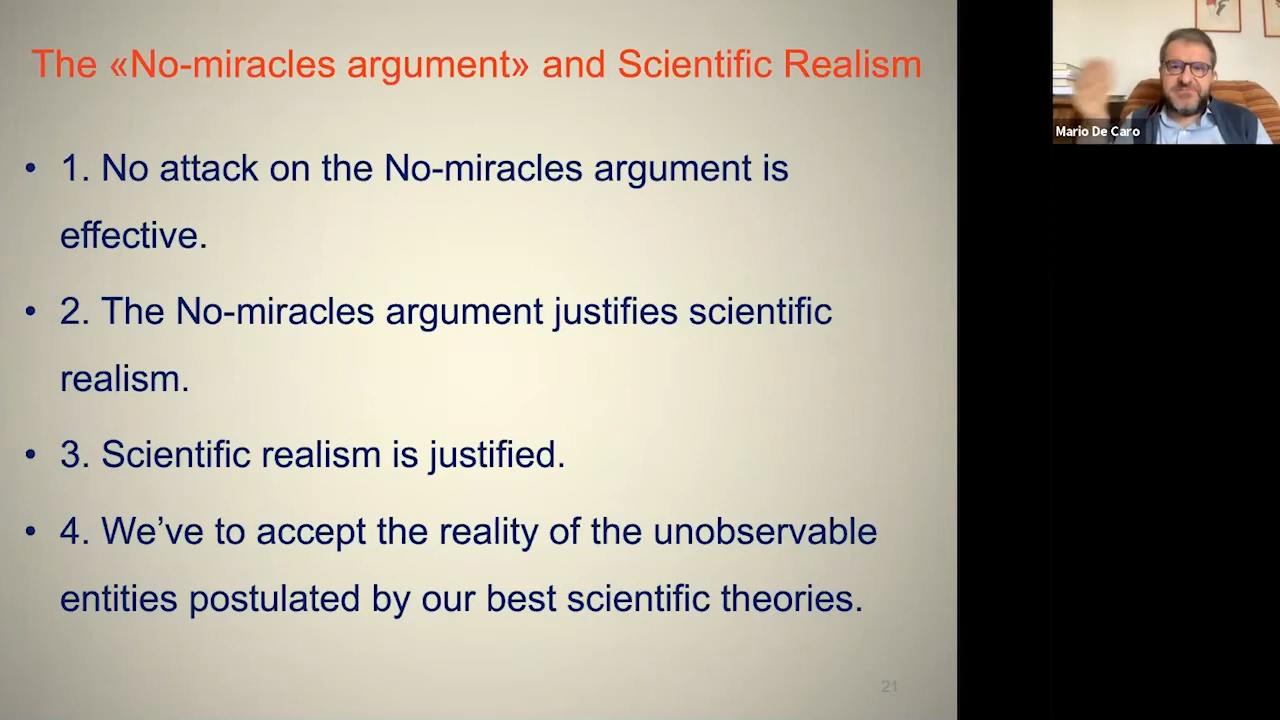 The «No-miracles argument» and Scientific Realism
• 1. No attack on the No-miracles argument is
effective.
• 2. The No-miracles argument justifies scientific
realism.
• 3. Scientific realism is justified.
• 4. We’ve to accept the reality of the unobservable
entities postulated by our best scientific theories.
21
Mario De Caro